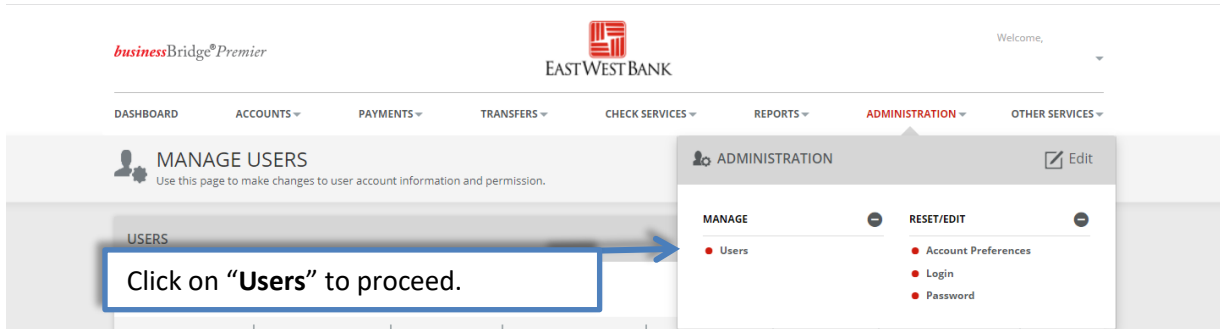 businessBridge®Premier
EASTWESTBANK
Welcome,
DASHBOARD ACCOUNTS PAYMENTS TRANSFERS CHECK SERVICES REPORTS ADMINISTRATION OTHER SERVICES
MANAGE USERS
Use this page to make changes to user account information and permission.
ADMINISTRATION
Edit
MANAGE
Users
RESET/EDIT
Account Preferences
Login
Password
USERS
Click on “Users” to proceed.